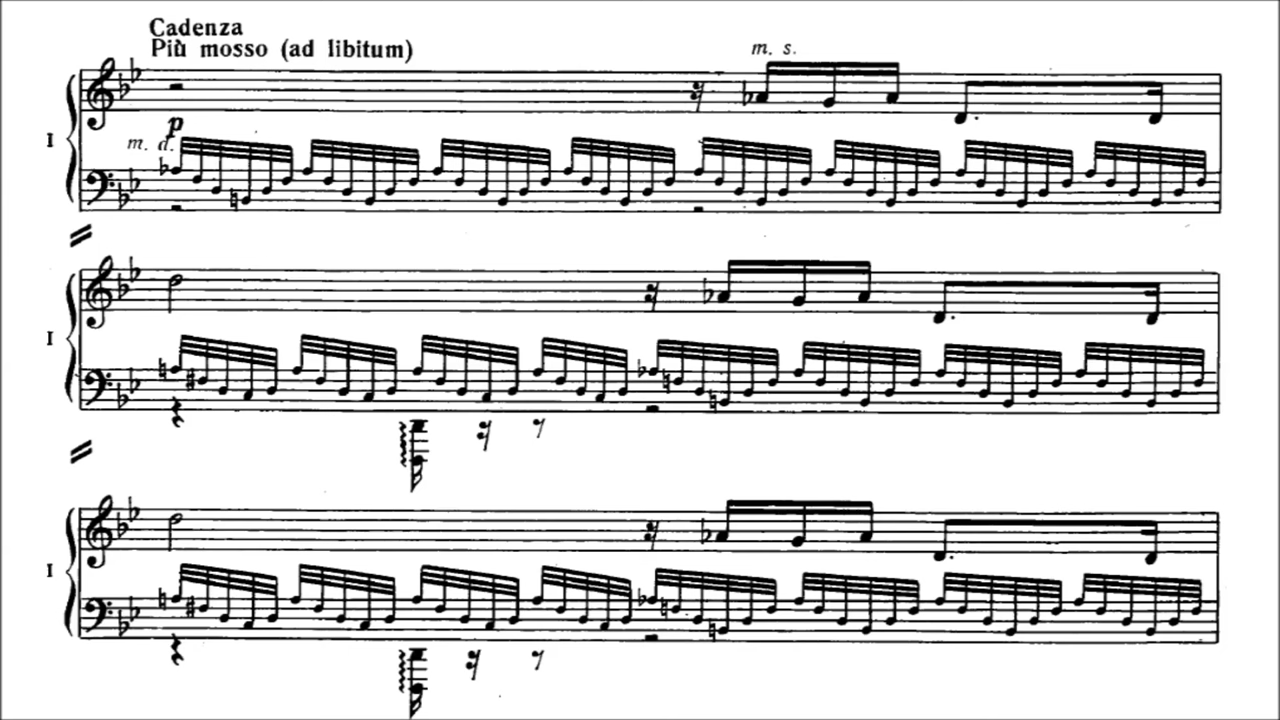 Cadenza
Più mosso (ad libitum)
m. s.
p
I
m. d.
I
I